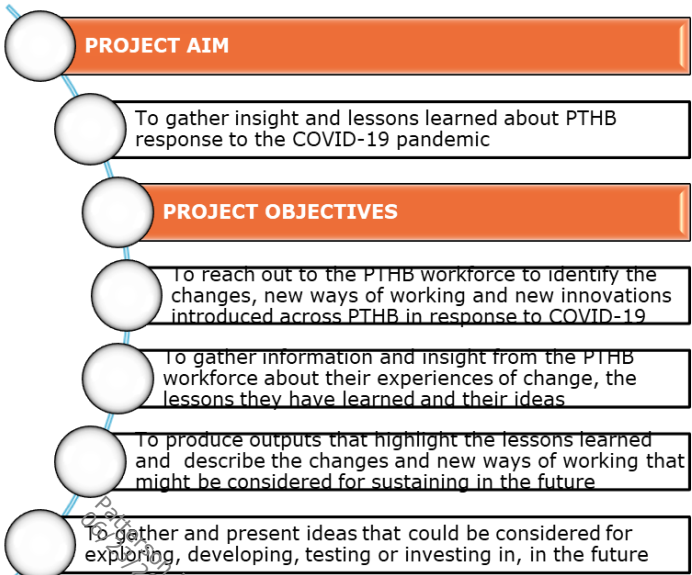 PROJECT AIM
To gather insight and lessons learned about PTHB
response to the COVID-19 pandemic
PROJECT OBJECTIVES
To reach out to the PTHB workforce to identify the
changes, new ways of working and new innovations
introduced across PTHB in response to COVID-19
To gather information and insight from the PTHB
workforce about their experiences of change, the
lessons they have learned and their ideas
To produce outputs that highlight the lessons learned
and  describe the changes and new ways of working that
might be considered for sustaining in the future
To gather and present ideas that could be considered for
exploring, developing, testing or investing in, in the future
Patterson